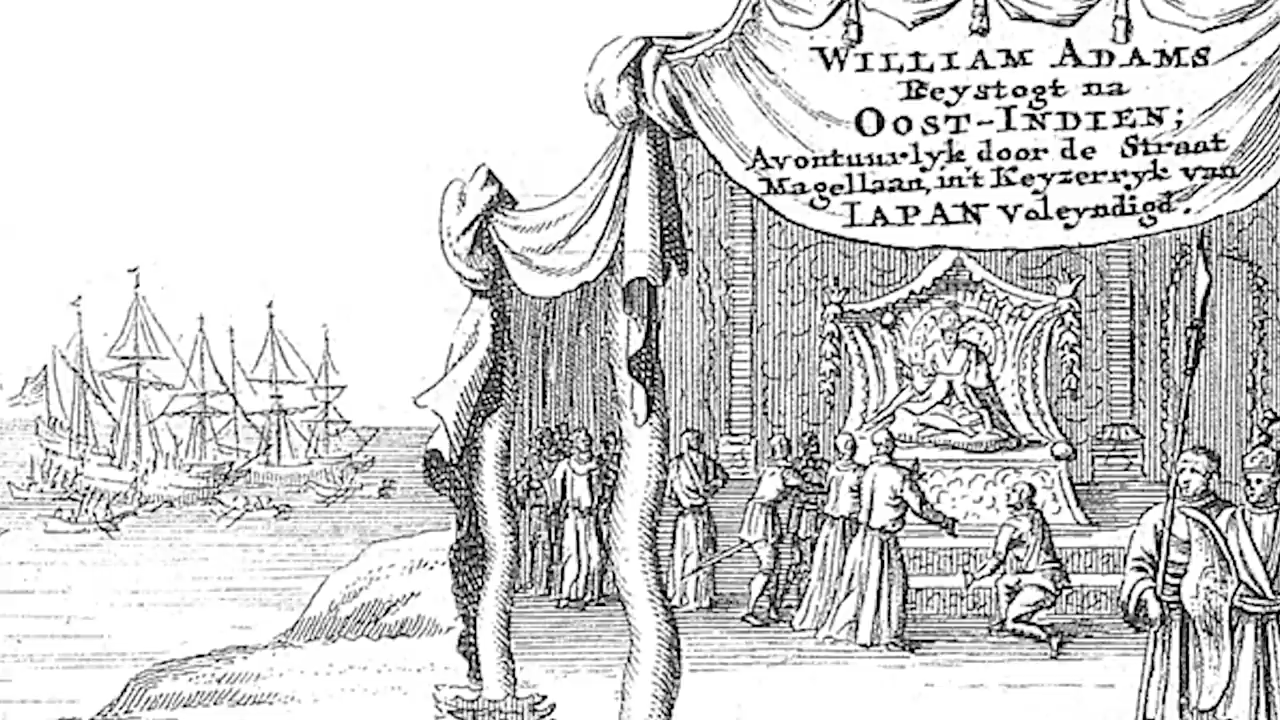 WILLIAM ADAMS
Reystogt na
OOST-INDIEN;
Avontuurlyk door de Straat
Magellaan, in't Keyzerryk van
IAPAN Voleyndigd.